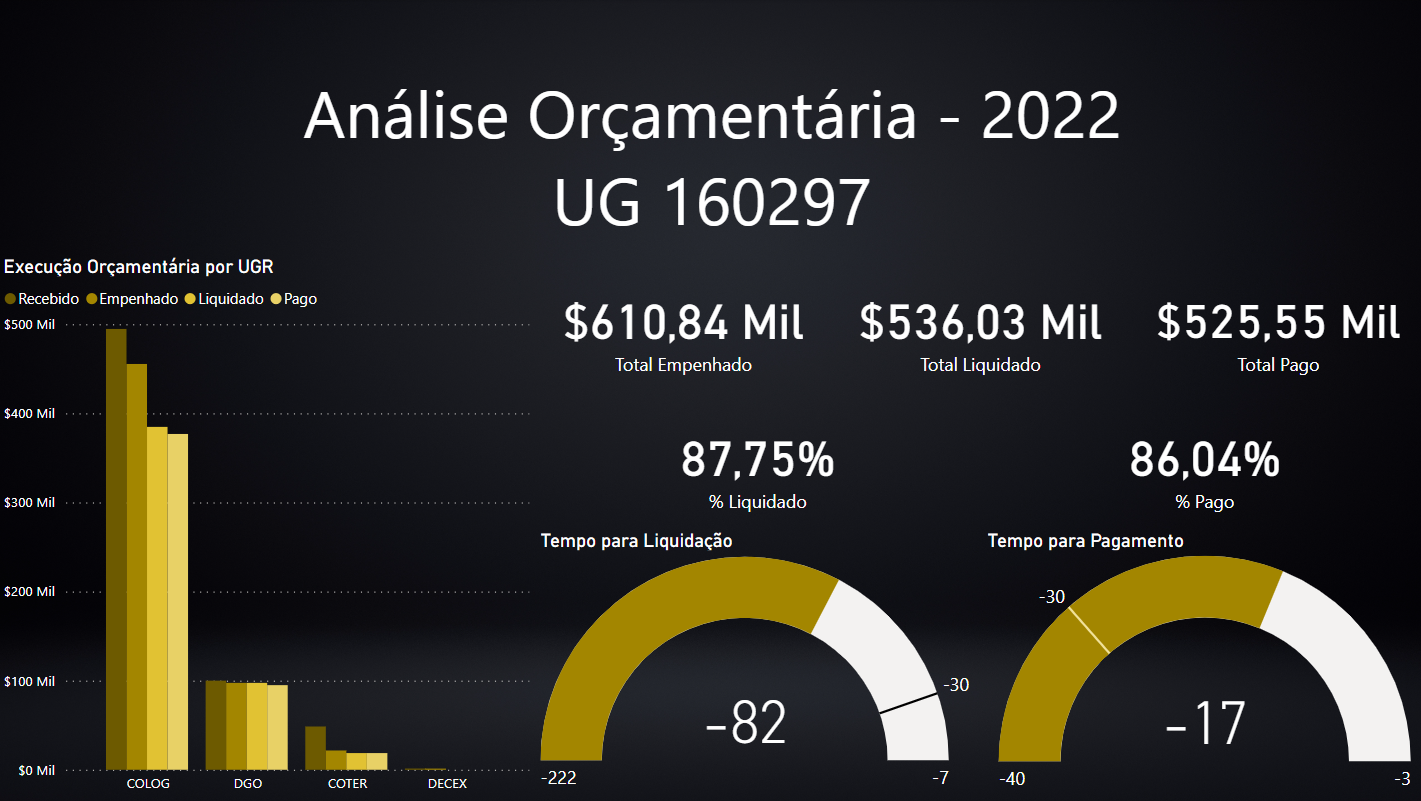 Análise Orçamentária - 2022
UG 160297
Execução Orçamentária por UGR
Recebido Empenhado Liquidado Pago
$500 Mil
$400 Mil
$300 Mil
$200 Mil
$100 Mil
$0 Mil
COLOG DGO COTER DECEX
$610,84 Mil
Total Empenhado
$536,03 Mil
Total Liquidado
$525,55 Mil
Total Pago
87,75%
% Liquidado
86,04%
% Pago
Tempo para Liquidação
-30
-82
-222 -7
Tempo para Pagamento
-30
-17
-40 -3